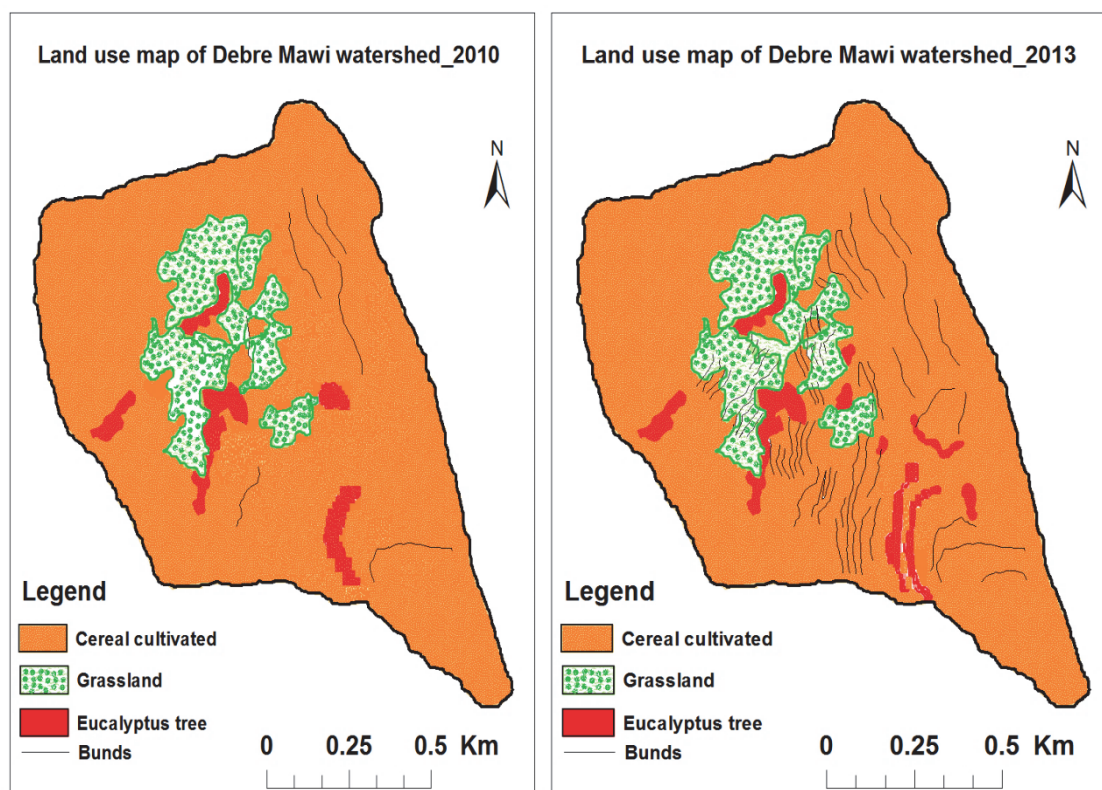 Land use map of Debre Mawi watershed_2010
N
Legend
Cereal cultivated
Grassland
Eucalyptus tree
Bunds
0 0.25 0.5 Km
Land use map of Debre Mawi watershed_2013
N
Legend
Cereal cultivated
Grassland
Eucalyptus tree
Bunds
0 0.25 0.5 Km